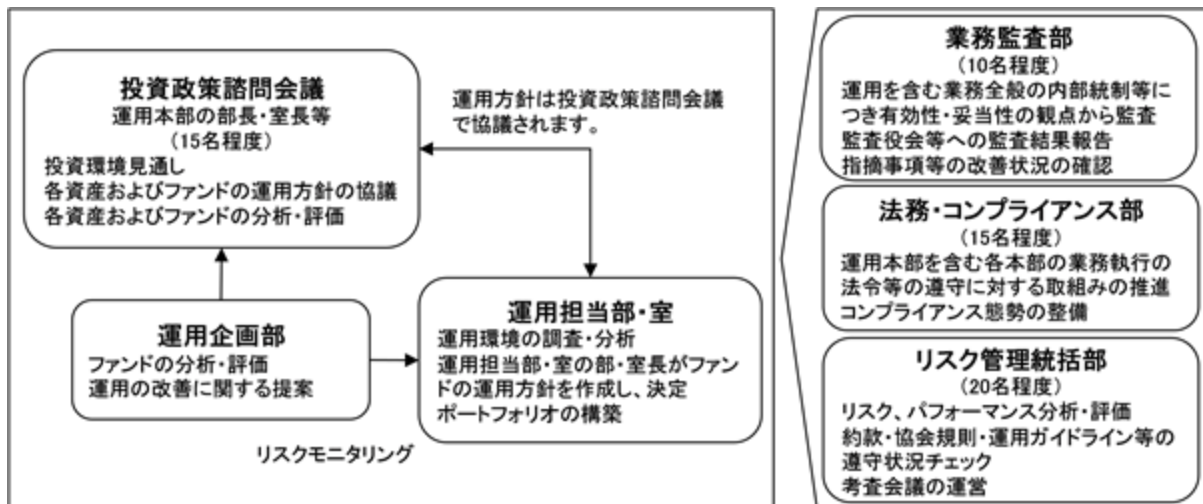 投資政策諮問会議
運用本部の部長・室長等
(15名程度)
投資環境見通し
各資産およびファンドの運用方針の協議
各資産およびファンドの分析・評価
運用方針は投資政策諮問会議
で協議されます。
運用企画部
ファンドの分析・評価
運用の改善に関する提案
運用担当部・室
運用環境の調査・分析
運用担当部・室の部・室長がファン
ドの運用方針を作成し、決定
ポートフォリオの構築
リスクモニタリング
業務監査部
(10名程度)
運用を含む業務全般の内部統制等に
つき有効性・妥当性の観点から監査
監査役会等への監査結果報告
指摘事項等の改善状況の確認
法務・コンプライアンス部
(15名程度)
運用本部を含む各本部の業務執行の
法令等の遵守に対する取組みの推進
コンプライアンス態勢の整備
リスク管理統括部
(20名程度)
リスク、パフォーマンス分析・評価
約款・協会規則・運用ガイドライン等の
遵守状況チェック
考査会議の運営